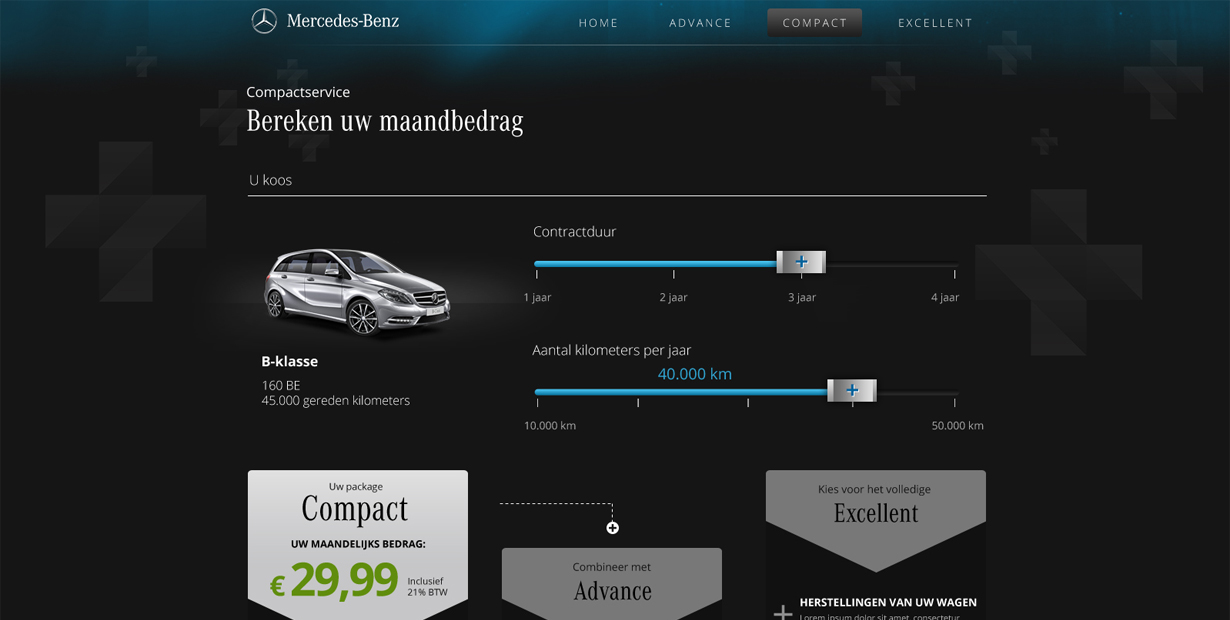 Mercedes-Benz
HOME
ADVANCE
COMPACT
EXCELLENT
Compactservice
Bereken uw maandbedrag
U koos
Contractduur
1 jaar
2 jaar
3 jaar
4 jaar
Aantal kilometers per jaar
40.000 km
10.000 km
50.000 km
B-klasse
160 BE
45.000 gereden kilometers
Uw package
Compact
UW MAANDELIJKS BEDRAG:
€ 29,99
Inclusief
21% BTW
Combineer met
Advance
Kies voor het volledige
Excellent
HERSTELLINGEN VAN UW WAGEN
Lorem ipsum dolor sit amet, consectetur